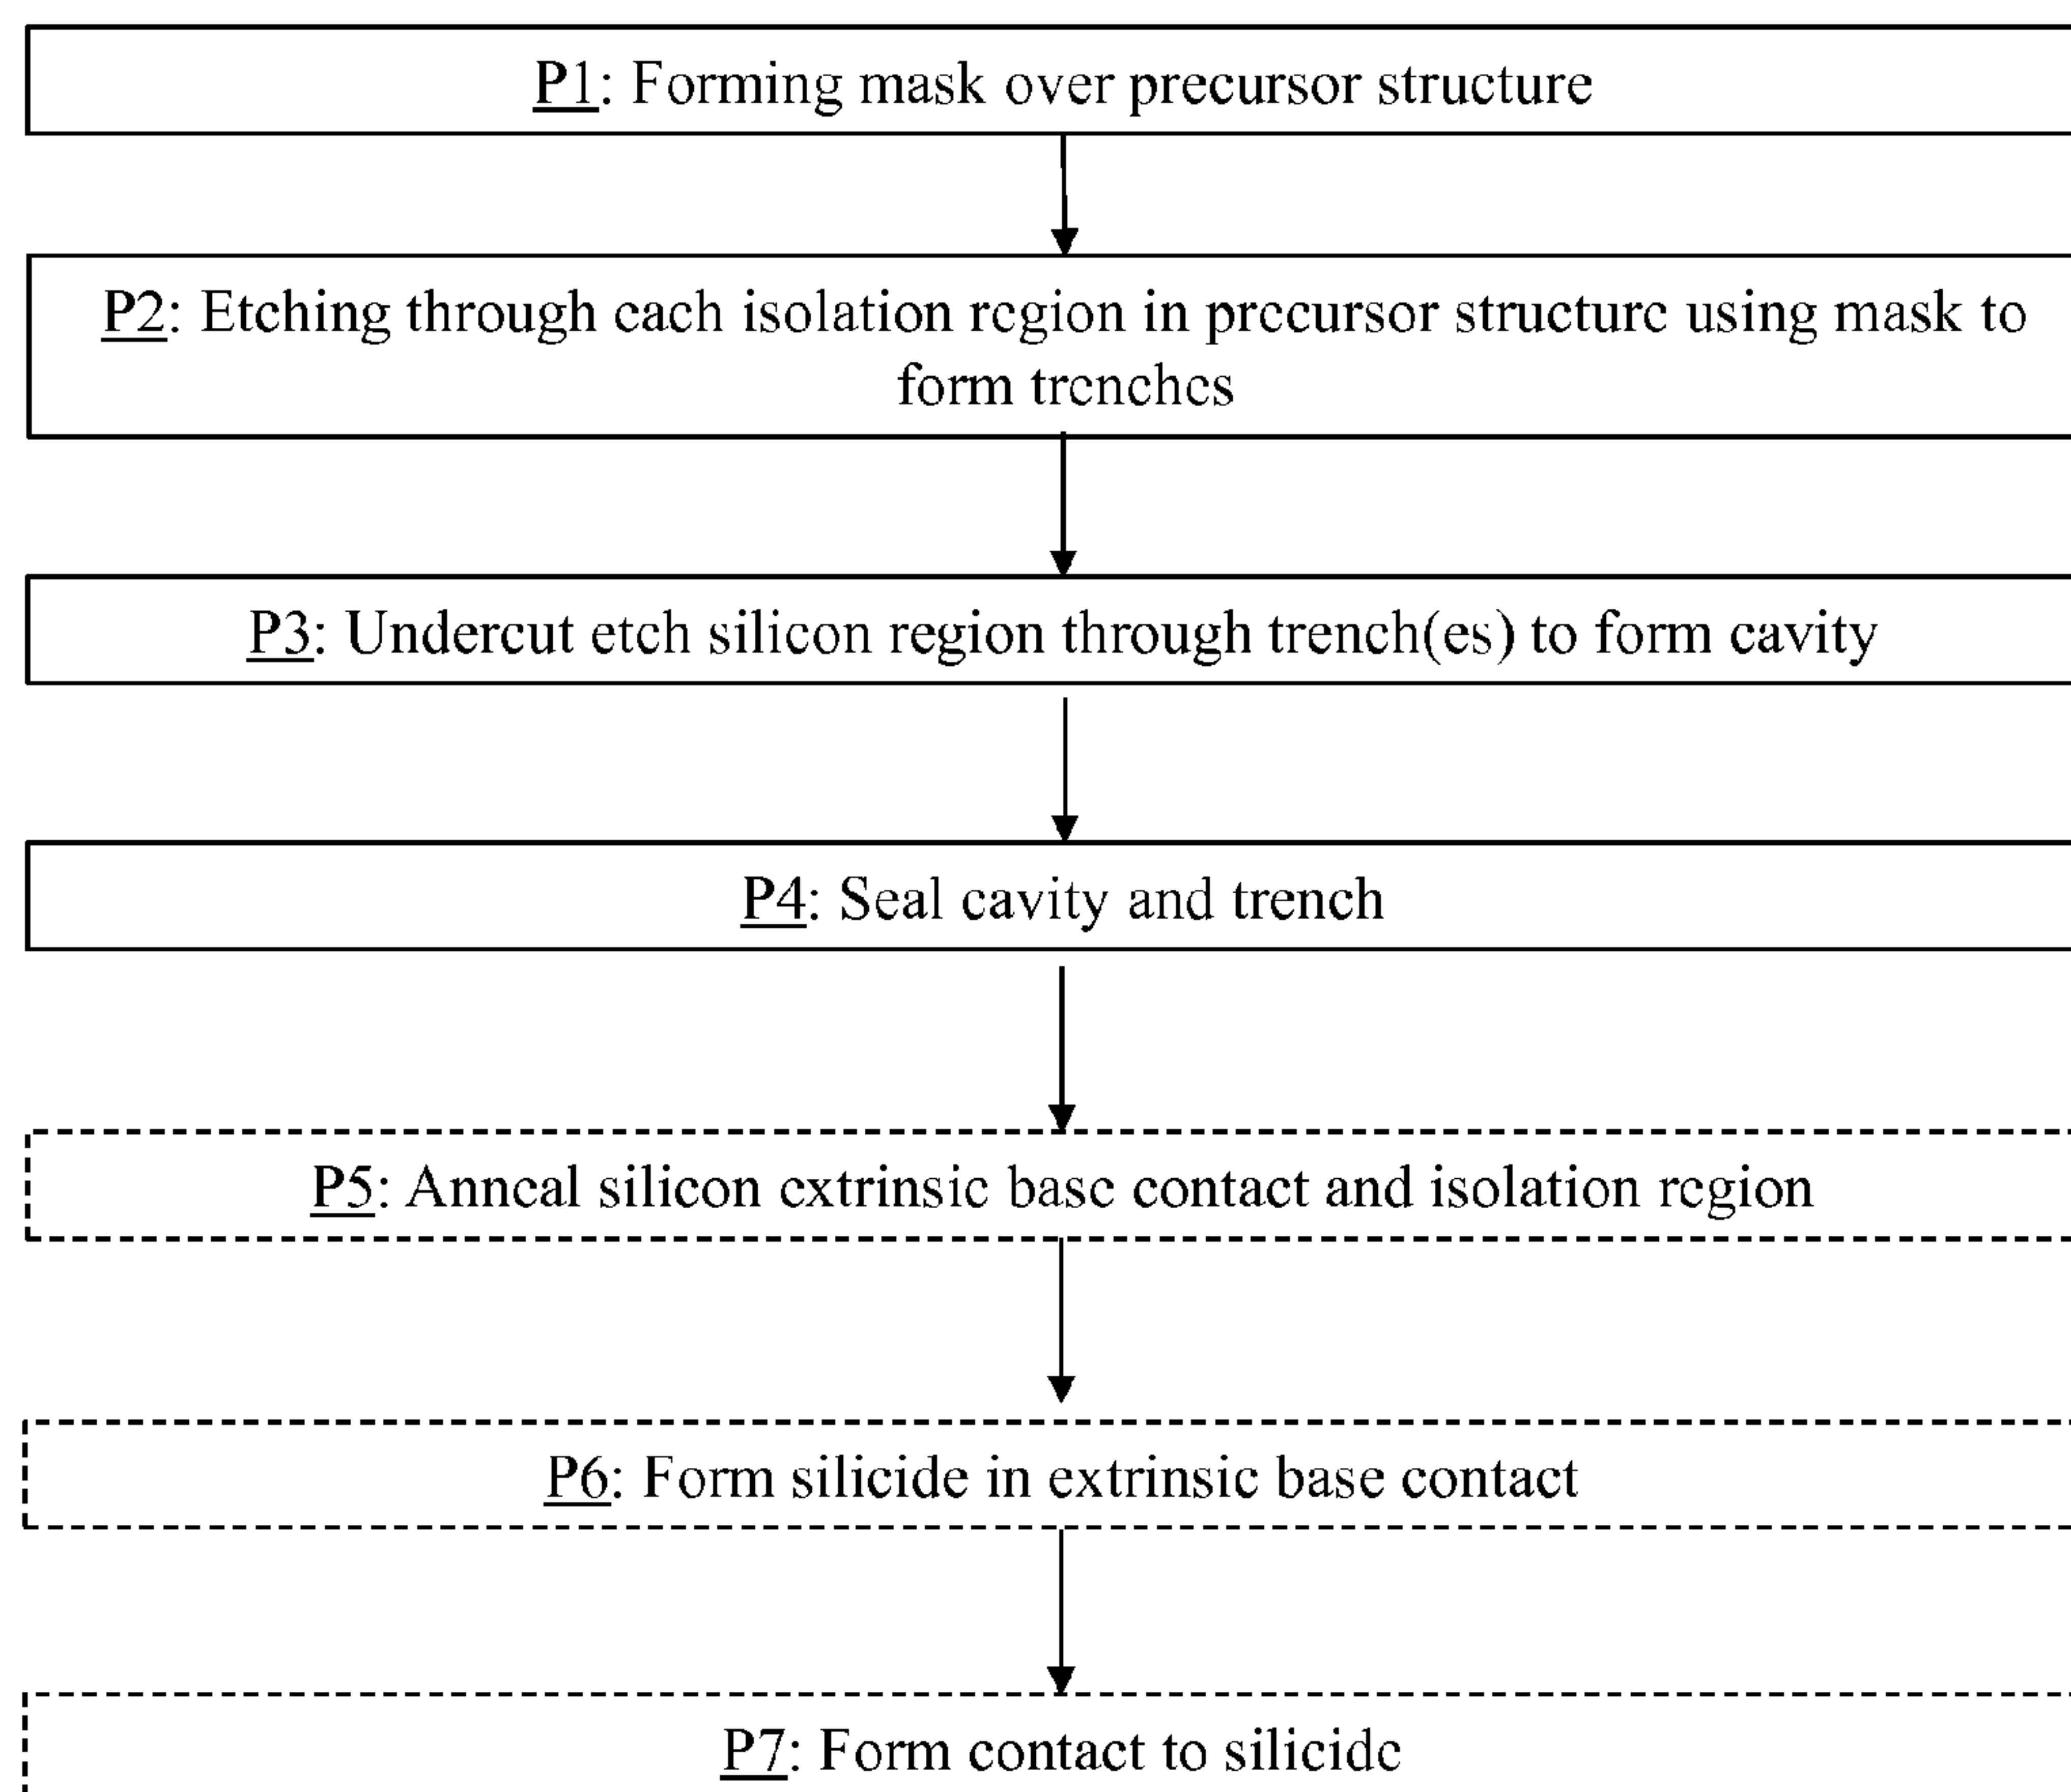 P1: Forming mask over precursor structure
P2: Etching through each isolation region in precursor structure using mask to
form trenches
P3: Undercut etch silicon region through trench(es) to form cavity
P4: Seal cavity and trench
P5: Anneal silicon extrinsic base contact and isolation region
P6: Form silicide in extrinsic base contact
P7: Form contact to silicide